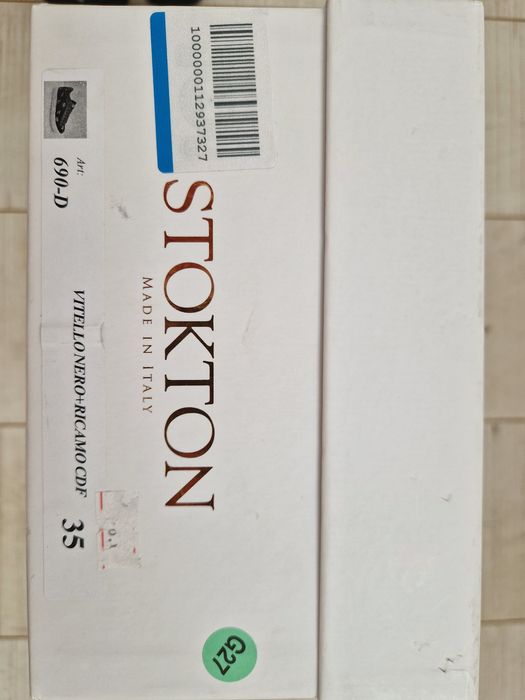 1000000112937327
STOKTON
MADE IN ITALY
Art:
690-D
VITELLO NERO+RICAMO CDF
35
G27